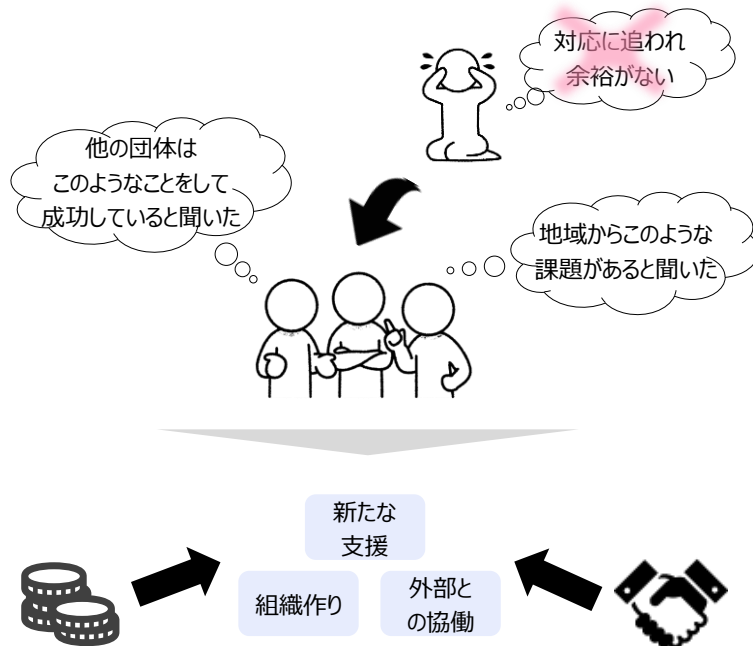 対応に追われ
余裕がない
他の団体は
このようなことをして
成功していると聞いた
地域からこのような
課題があると聞いた
新たな
支援
組織作り
外部と
の協働